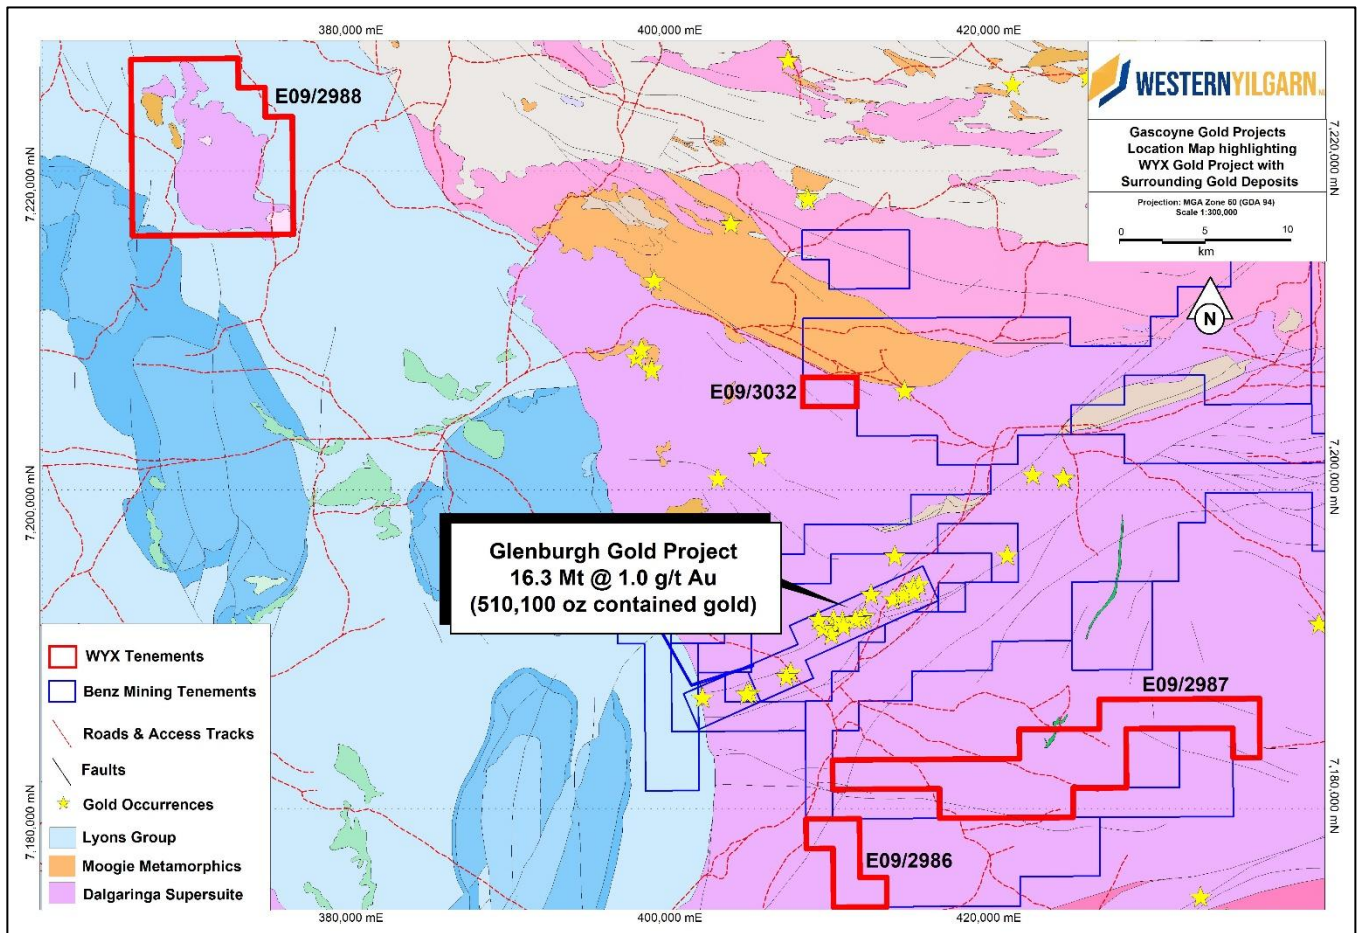 380,000 mE
400,000 mE
420,000 mE
WESTERNYILGARN
Gascoyne Gold Projects
Location Map highlighting
WYX Gold Project with
Surrounding Gold Deposits
Projection: MGA Zone 60 (GDA 94)
Scale 1:300,000
0 5 10
km
N
7,220,000 mN
7,220,000 mN
E09/2988
E09/3032
7,200,000 mN
7,200,000 mN
Glenburgh Gold Project
16.3 Mt @ 1.0 g/t Au
(510,100 oz contained gold)
E09/2987
E09/2986
7,180,000 mN
7,180,000 mN
WYX Tenements
Benz Mining Tenements
Roads & Access Tracks
Faults
Gold Occurrences
Lyons Group
Moogie Metamorphics
Dalgaringa Supersuite
380,000 mE
400,000 mE
420,000 mE